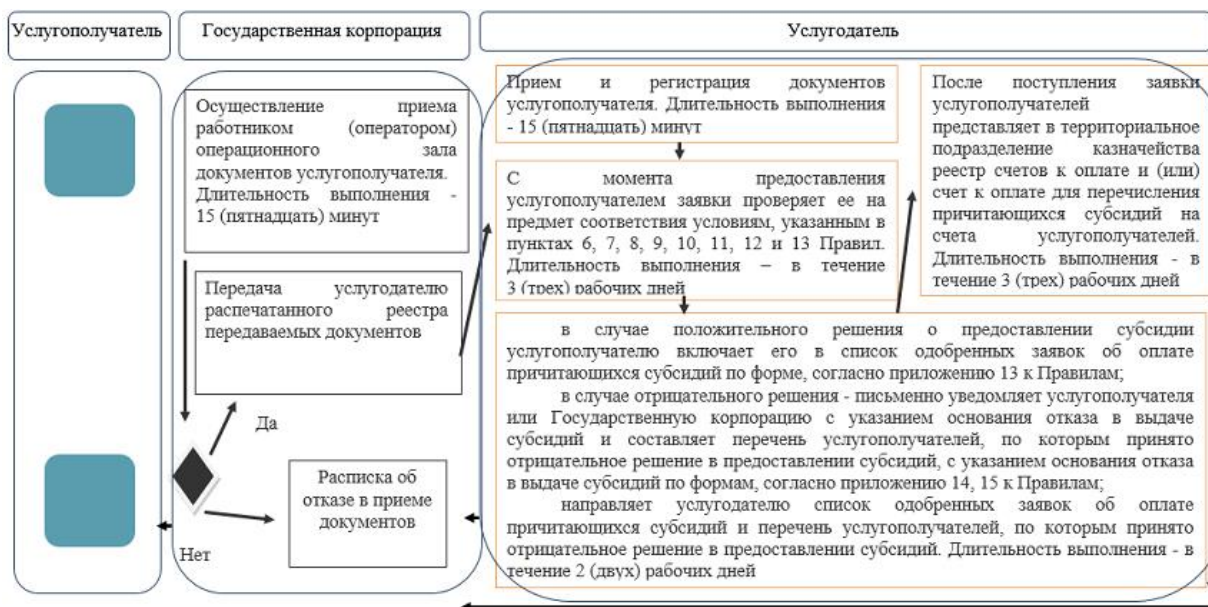 Услугополучатель
Государственная корпорация
Услугодатель
Осуществление приема
работником (оператором)
операционного зала
документов услугополучателя.
Длительность выполнения -
15 (пятнадцать) минут
Передача услугодателю
распечатанного реестра
передаваемых документов
Да
Расписка об
отказе в приеме
документов
Нет
Прием и регистрация документов
услугополучателя. Длительность выполнения
- 15 (пятнадцать) минут
С момента предоставления
услугополучателем заявки проверяет ее на
предмет соответствия условиям, указанным в
пунктах 6, 7, 8, 9, 10, 11, 12 и 13 Правил.
Длительность выполнения – в течение
3 (трех) рабочих дней
После поступления заявки
услугополучателей
представляет в территориальное
подразделение казначейства
реестр счетов к оплате и (или)
счет к оплате для перечисления
причитающихся субсидий на
счета услугополучателей.
Длительность выполнения - в
течение 3 (трех) рабочих дней
в случае положительного решения о предоставлении субсидии
услугополучателю включает его в список одобренных заявок об оплате
причитающихся субсидий по форме, согласно приложению 13 к Правилам;
в случае отрицательного решения - письменно уведомляет услугополучателя
или Государственную корпорацию с указанием основания отказа в выдаче
субсидий и составляет перечень услугополучателей, по которым принято
отрицательное решение в предоставлении субсидий, с указанием основания отказа
в выдаче субсидий по формам, согласно приложению 14, 15 к Правилам;
направляет услугодателю список одобренных заявок об оплате
причитающихся субсидий и перечень услугополучателей, по которым принято
отрицательное решение в предоставлении субсидий. Длительность выполнения - в
течение 2 (двух) рабочих дней